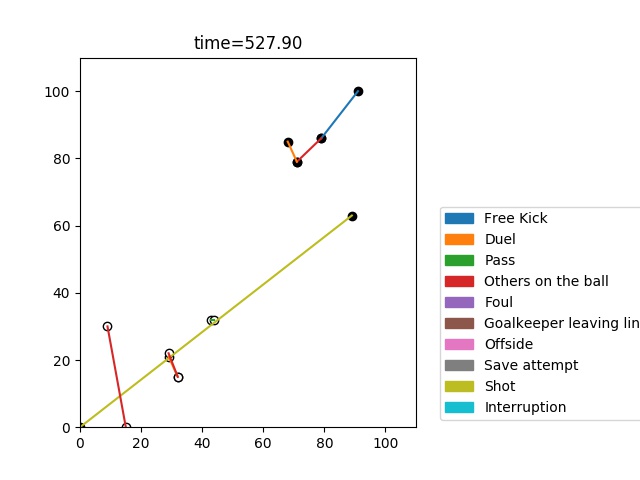 time=527.90
100
80
60
40
20
0
0 20 40 60 80 100
Free Kick
Duel
Pass
Others on the ball
Foul
Goalkeeper leaving lin
Offside
Save attempt
Shot
Interruption